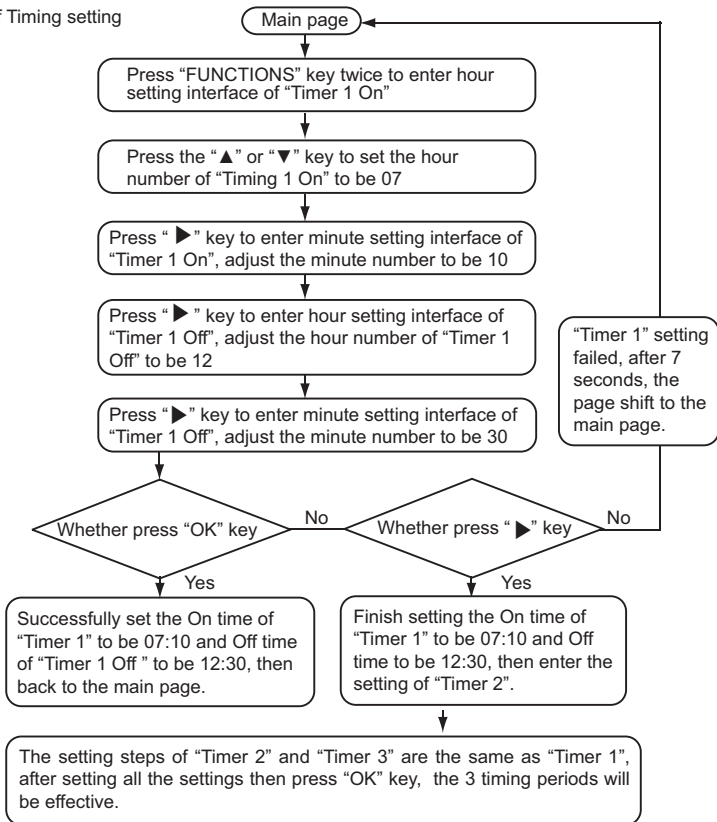 f Timing setting
Main page
Press “FUNCTIONS” key twice to enter hour
setting interface of “Timer 1 On”
Press the “▲” or “▼” key to set the hour
number of “Timing 1 On” to be 07
Press “ ▶ ” key to enter minute setting interface of
“Timer 1 On”, adjust the minute number to be 10
Press “ ▶ ” key to enter hour setting interface of
“Timer 1 Off”, adjust the hour number of “Timer 1
Off” to be 12
Press “▶” key to enter minute setting interface of
“Timer 1 Off”, adjust the minute number to be 30
“Timer 1” setting
failed, after 7
seconds, the
page shift to the
main page.
Whether press “OK” key
No
Whether press “ ▶” key
No
Yes
Yes
Successfully set the On time of
“Timer 1” to be 07:10 and Off time
of “Timer 1 Off ” to be 12:30, then
back to the main page.
Finish setting the On time of
“Timer 1” to be 07:10 and Off
time to be 12:30, then enter the
setting of “Timer 2”.
The setting steps of “Timer 2” and “Timer 3” are the same as “Timer 1”,
after setting all the settings then press “OK” key, the 3 timing periods will
be effective.